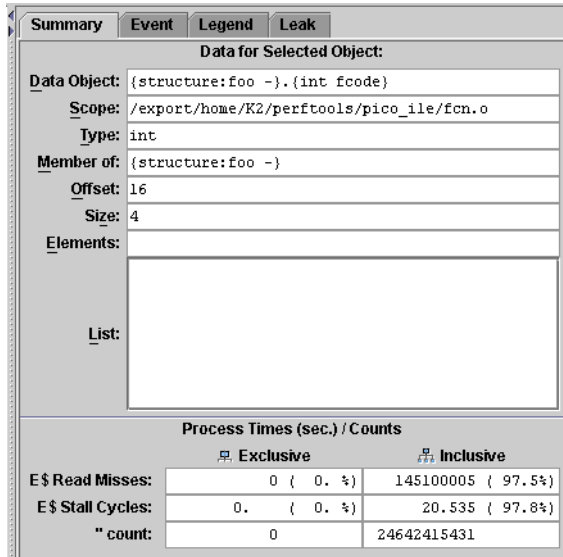 Summary Event Legend Leak
Data for Selected Object:
Data Object: {structure:foo -}.{int fcode}
Scope: /export/home/K2/perftools/pico_ile/fcn.o
Type: int
Member of: {structure:foo -}
Offset: 16
Size: 4
Elements:
List:
Process Times (sec.) / Counts
Exclusive Inclusive
E$ Read Misses: 0 ( 0. %) 145100005 ( 97.5%)
E$ Stall Cycles: 0. ( 0. %) 20.535 ( 97.8%)
" count: 0 24642415431